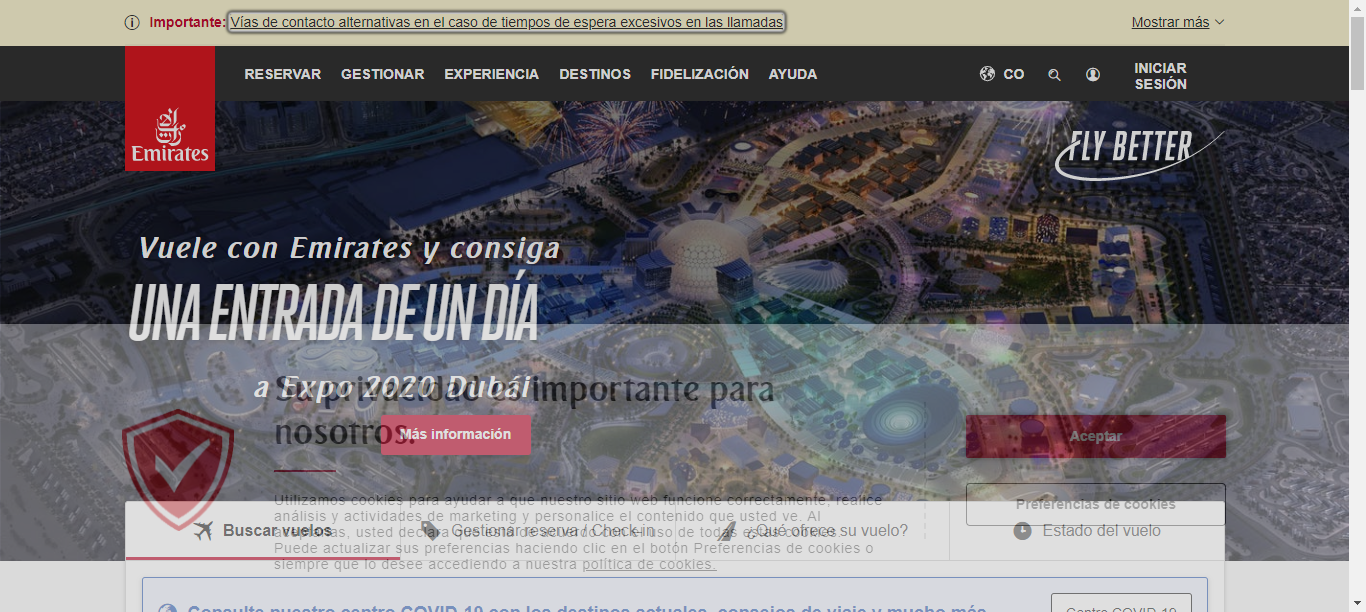 Importante: Vías de contacto alternativas en el caso de tiempos de espera excesivos en las llamadas
Mostrar más
RESERVAR GESTIONAR EXPERIENCIA DESTINOS FIDELIZACIÓN AYUDA
CO
INICIAR
SESIÓN
Emirates
FLY BETTER
Vuele con Emirates y consiga
UNA ENTRADA DE UN DÍA
a Expo 2020 Dubái
Su privacidad es importante para
nosotros.
Más información
Aceptar
Utilizamos cookies para ayudar a que nuestro sitio web funcione correctamente, realice
análisis y actividades de marketing y personalice el contenido que usted ve. Al
aceptarlas, usted declara que está de acuerdo con el uso de todas estas cookies.
Puede actualizar sus preferencias haciendo clic en el botón Preferencias de cookies o
siempre que lo desee accediendo a nuestra política de cookies.
Preferencias de cookies
Buscar vuelos
Gestionar reserva / Check-in
¿Qué ofrece su vuelo?
Estado del vuelo
Consulte nuestro centro COVID-19 con los destinos actuales, consejos de viaje y mucho más
Centro COVID-19